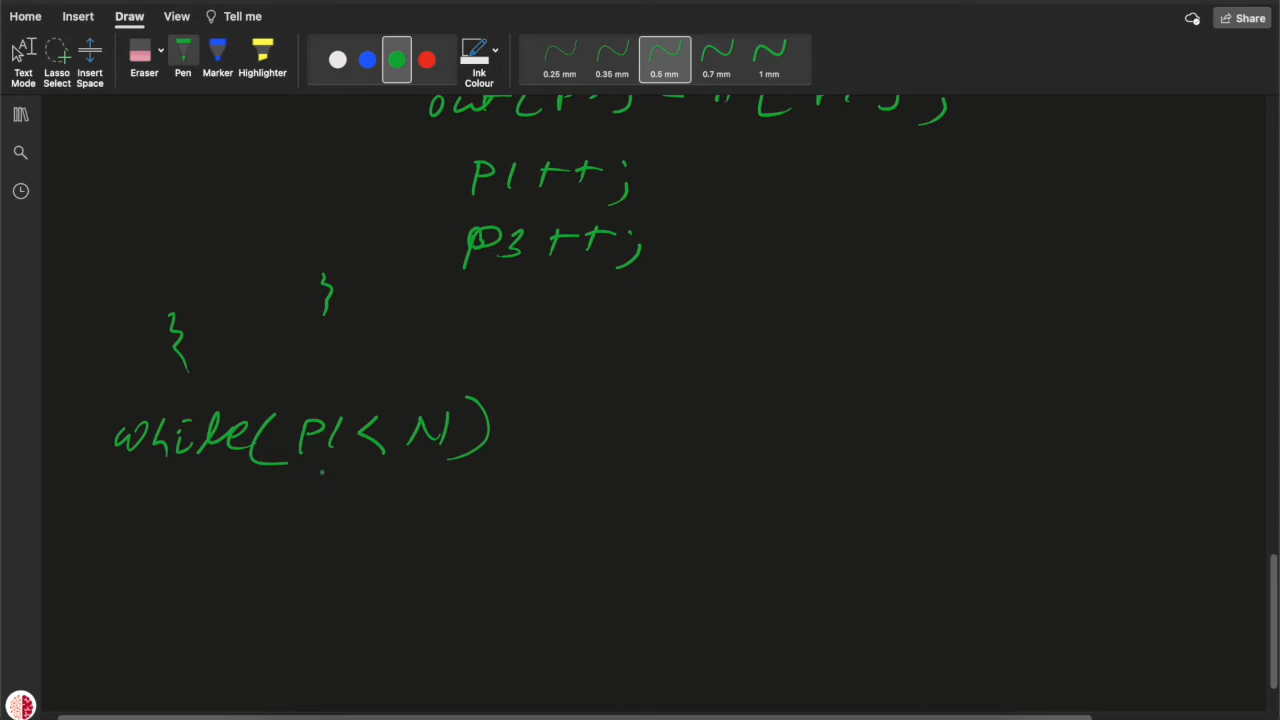 Home Insert Draw View Tell me
Share
Text Mode Lasso Select Insert Space Eraser Pen Marker Highlighter Ink Colour 0.25 mm 0.35 mm 0.5 mm 0.7 mm 1 mm
P1 ++ ;
P3 ++ ;
}
}
while( P1 < N )